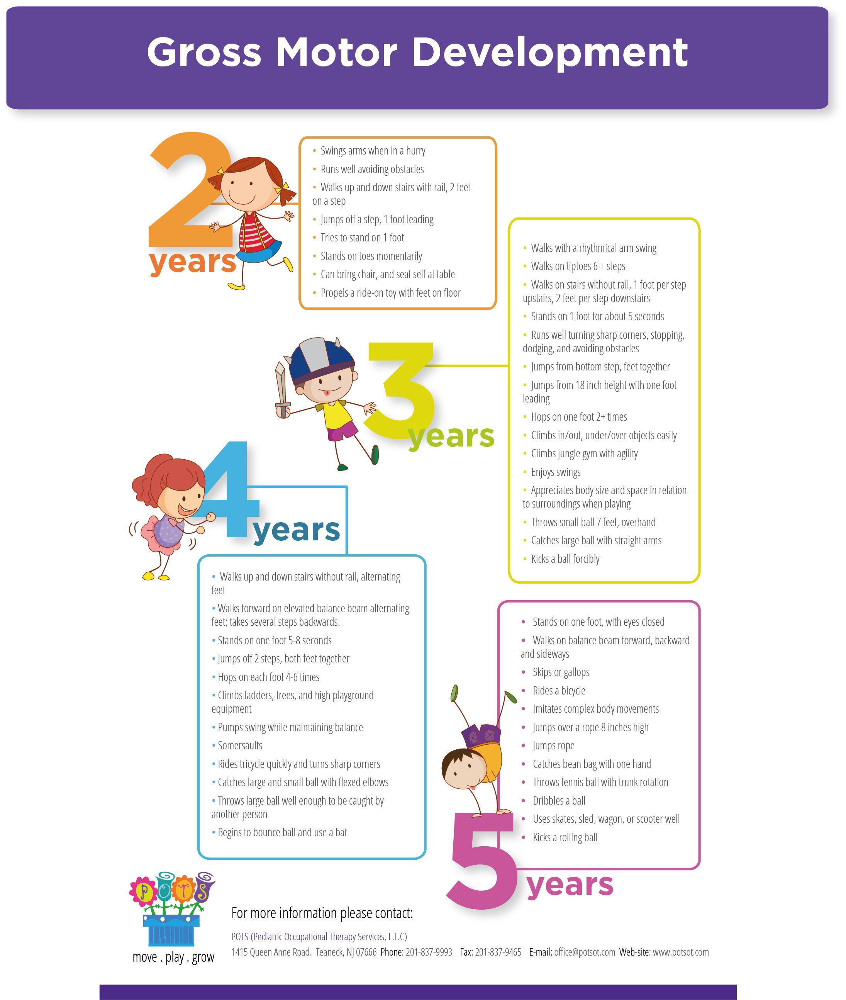 Gross Motor Development
2
years
• Swings arms when in a hurry
• Runs well avoiding obstacles
• Walks up and down stairs with rail, 2 feet
on a step
• Jumps off a step, 1 foot leading
• Tries to stand on 1 foot
• Stands on toes momentarily
• Can bring chair, and seat self at table
• Propels a ride-on toy with feet on floor
3
years
• Walks with a rhythmical arm swing
• Walks on tiptoes 6 + steps
• Walks on stairs without rail, 1 foot per step
upstairs, 2 feet per step downstairs
• Stands on 1 foot for about 5 seconds
• Runs well turning sharp corners, stopping,
dodging, and avoiding obstacles
• Jumps from bottom step, feet together
• Jumps from 18 inch height with one foot
leading
• Hops on one foot 2+ times
• Climbs in/out, under/over objects easily
• Climbs jungle gym with agility
• Enjoys swings
• Appreciates body size and space in relation
to surroundings when playing
• Throws small ball 7 feet, overhand
• Catches large ball with straight arms
• Kicks a ball forcibly
4
years
• Walks up and down stairs without rail, alternating
feet
• Walks forward on elevated balance beam alternating
feet; takes several steps backwards.
• Stands on one foot 5-8 seconds
• Jumps off 2 steps, both feet together
• Hops on each foot 4-6 times
• Climbs ladders, trees, and high playground
equipment
• Pumps swing while maintaining balance
• Somersaults
• Rides tricycle quickly and turns sharp corners
• Catches large and small ball with flexed elbows
• Throws large ball well enough to be caught by
another person
• Begins to bounce ball and use a bat
• Stands on one foot, with eyes closed
• Walks on balance beam forward, backward
and sideways
• Skips or gallops
• Rides a bicycle
• Imitates complex body movements
• Jumps over a rope 8 inches high
• Jumps rope
• Catches bean bag with one hand
• Throws tennis ball with trunk rotation
• Dribbles a ball
• Uses skates, sled, wagon, or scooter well
• Kicks a rolling ball
5
years
POTS
move . play . grow
For more information please contact:
POTS (Pediatric Occupational Therapy Services, L.L.C)
1415 Queen Anne Road. Teaneck, NJ 07666 Phone: 201-837-9993 Fax: 201-837-9465 E-mail: office@potsot.com Web-site: www.potsot.com